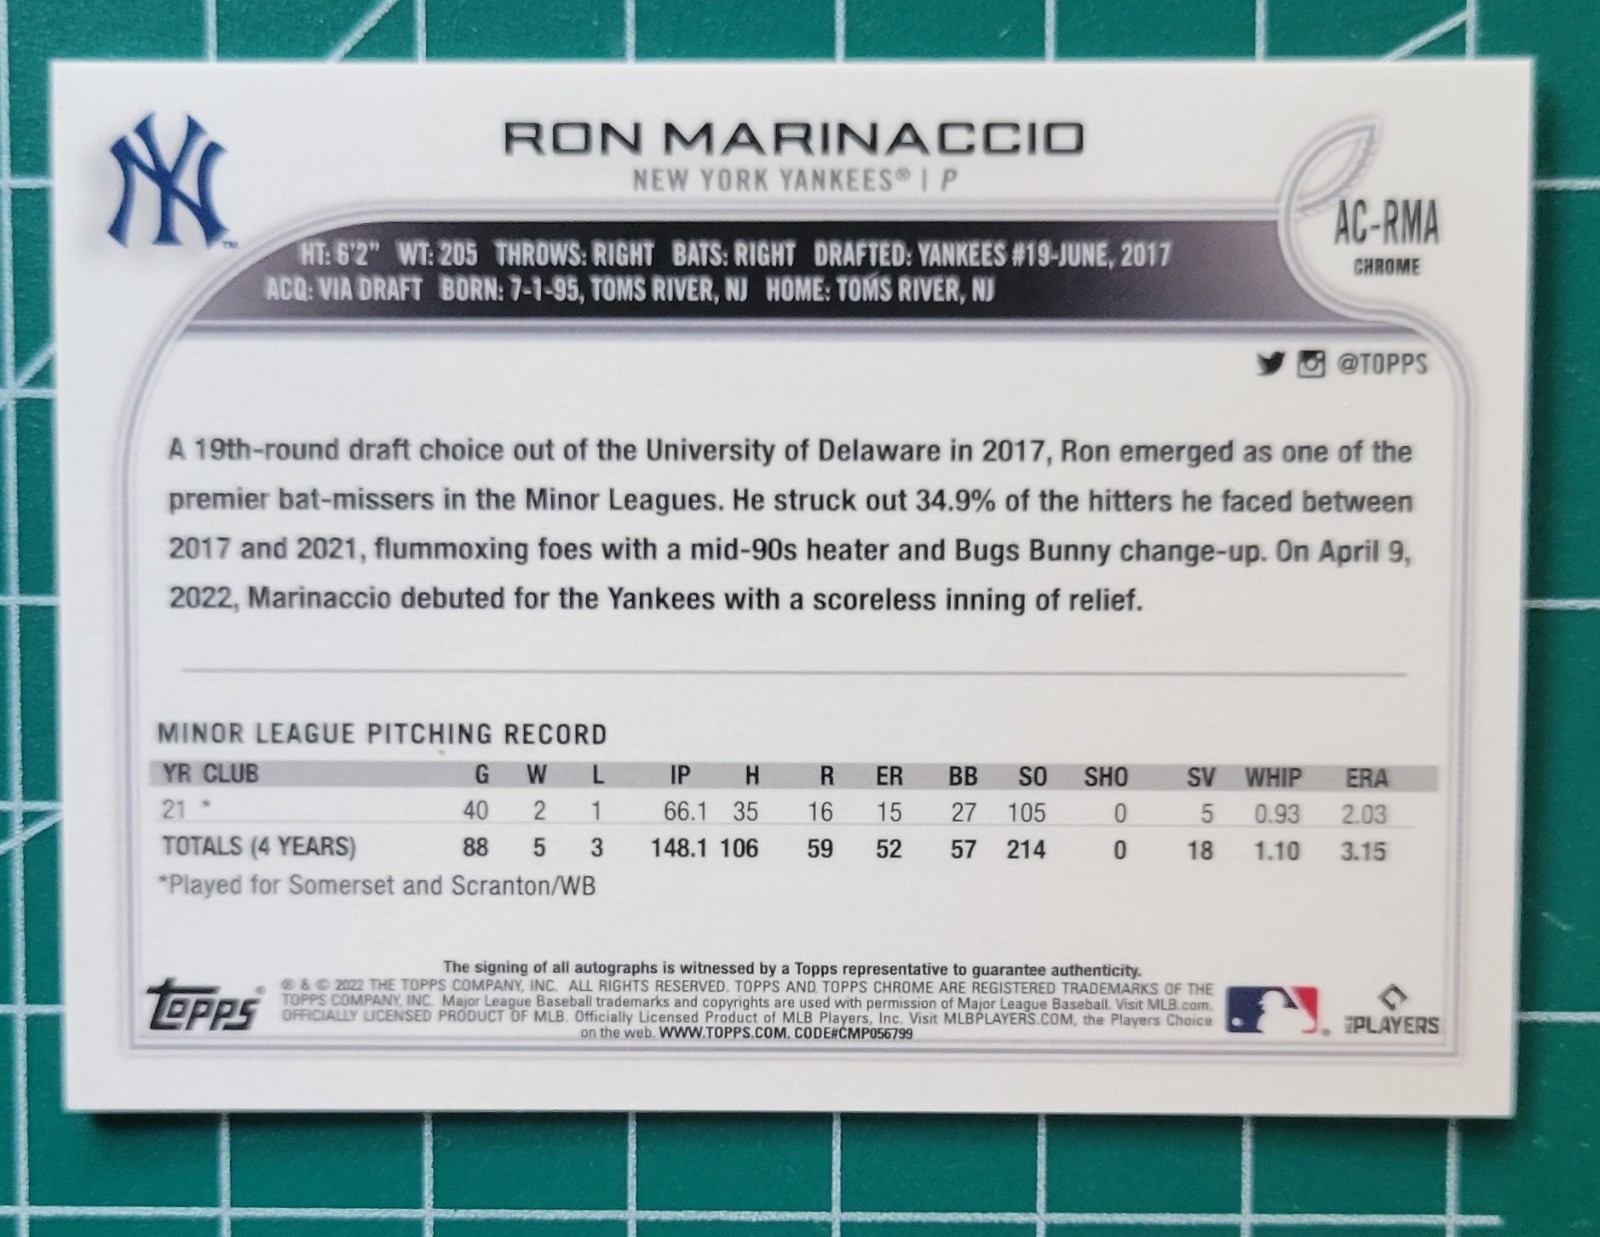 NY TM
RON MARINACCIO
NEW YORK YANKEES® | P
AC-RMA
CHROME
HT: 6'2" WT: 205 THROWS: RIGHT BATS: RIGHT DRAFTED: YANKEES #19-JUNE, 2017
ACQ: VIA DRAFT BORN: 7-1-95, TOMS RIVER, NJ HOME: TOMS RIVER, NJ
@TOPPS
A 19th-round draft choice out of the University of Delaware in 2017, Ron emerged as one of the
premier bat-missers in the Minor Leagues. He struck out 34.9% of the hitters he faced between
2017 and 2021, flummoxing foes with a mid-90s heater and Bugs Bunny change-up. On April 9,
2022, Marinaccio debuted for the Yankees with a scoreless inning of relief.
MINOR LEAGUE PITCHING RECORD
YR CLUB G W L IP H R ER BB SO SHO SV WHIP ERA
21 * 40 2 1 66.1 35 16 15 27 105 0 5 0.93 2.03
TOTALS (4 YEARS) 88 5 3 148.1 106 59 52 57 214 0 18 1.10 3.15
*Played for Somerset and Scranton/WB
The signing of all autographs is witnessed by a Topps representative to guarantee authenticity.
® & © 2022 THE TOPPS COMPANY, INC. ALL RIGHTS RESERVED. TOPPS AND TOPPS CHROME ARE REGISTERED TRADEMARKS OF THE
TOPPS COMPANY, INC. Major League Baseball trademarks and copyrights are used with permission of Major League Baseball. Visit MLB.com.
OFFICIALLY LICENSED PRODUCT OF MLB. Officially Licensed Product of MLB Players, Inc. Visit MLBPLAYERS.COM, the Players Choice
on the web. WWW.TOPPS.COM. CODE#CMP056799
Topps®
MLB PLAYERS